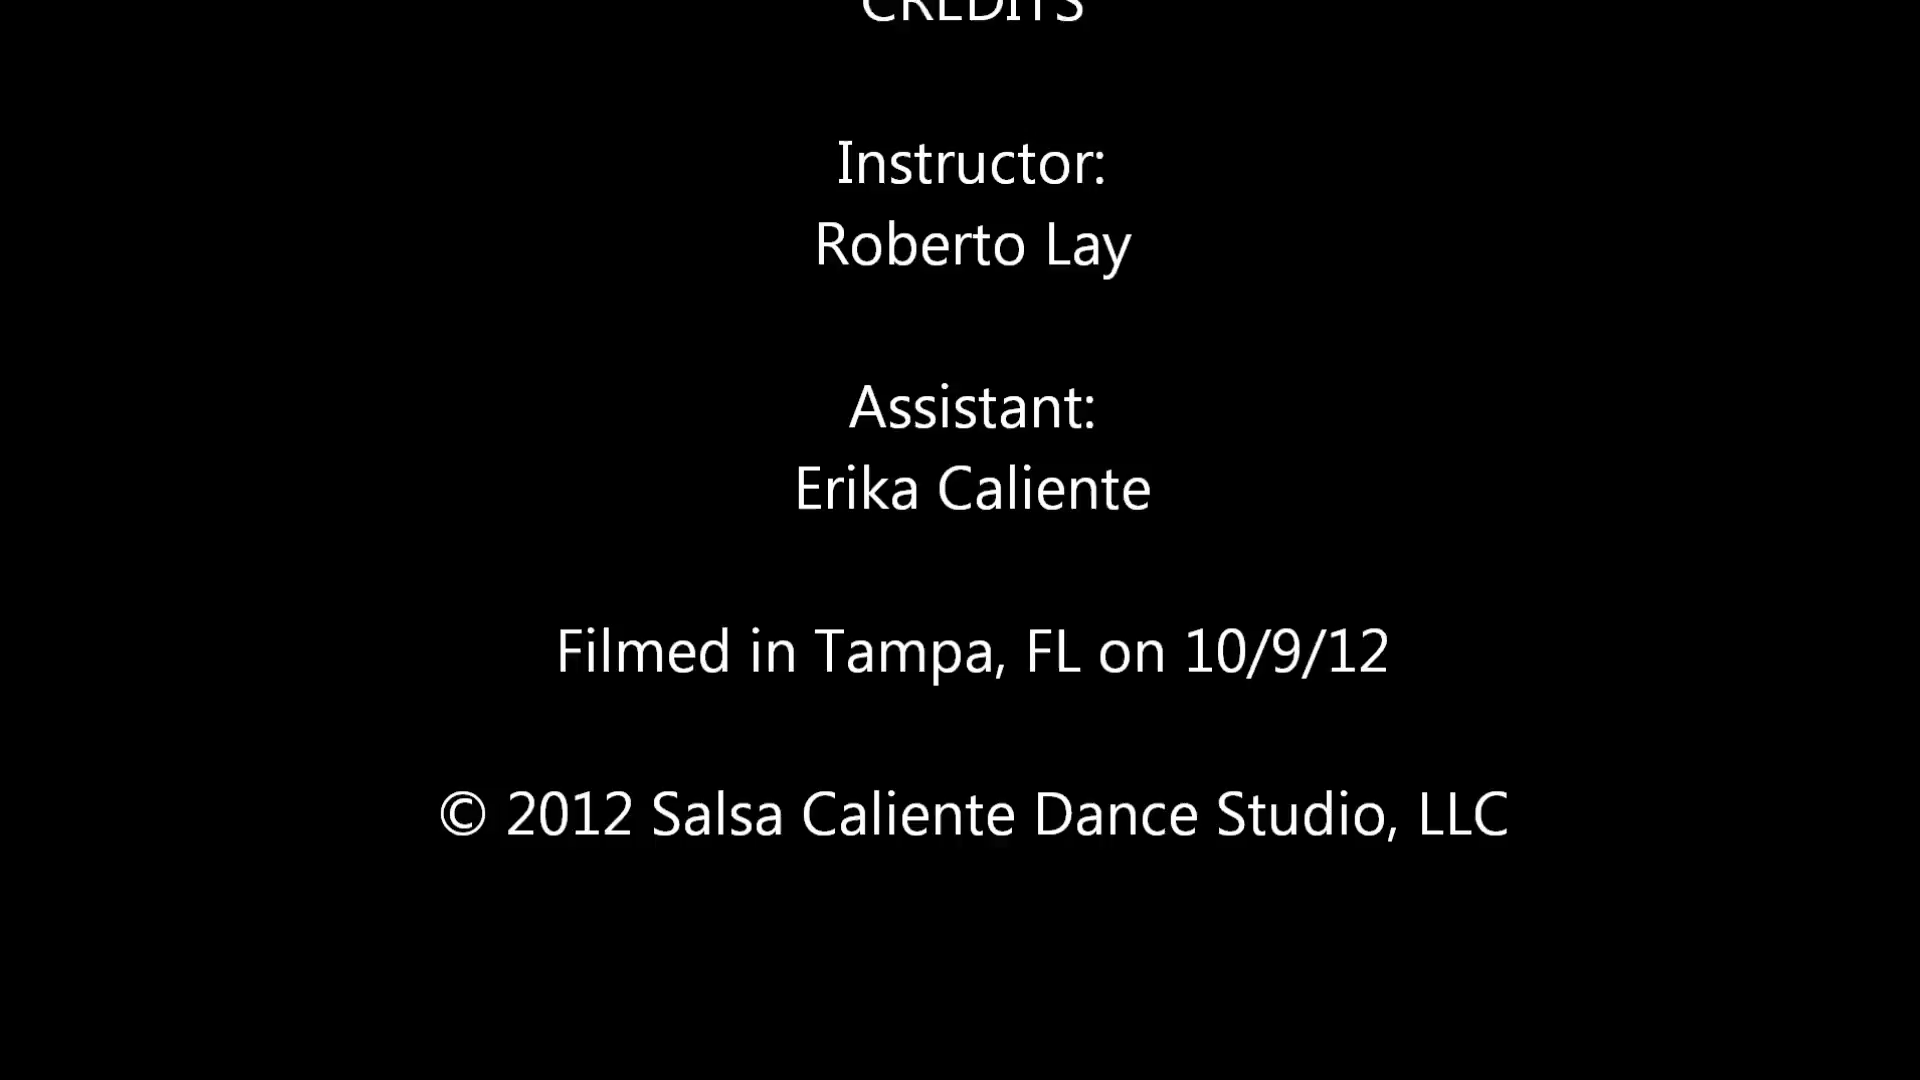 CREDITS
Instructor:
Roberto Lay
Assistant:
Erika Caliente
Filmed in Tampa, FL on 10/9/12
© 2012 Salsa Caliente Dance Studio, LLC